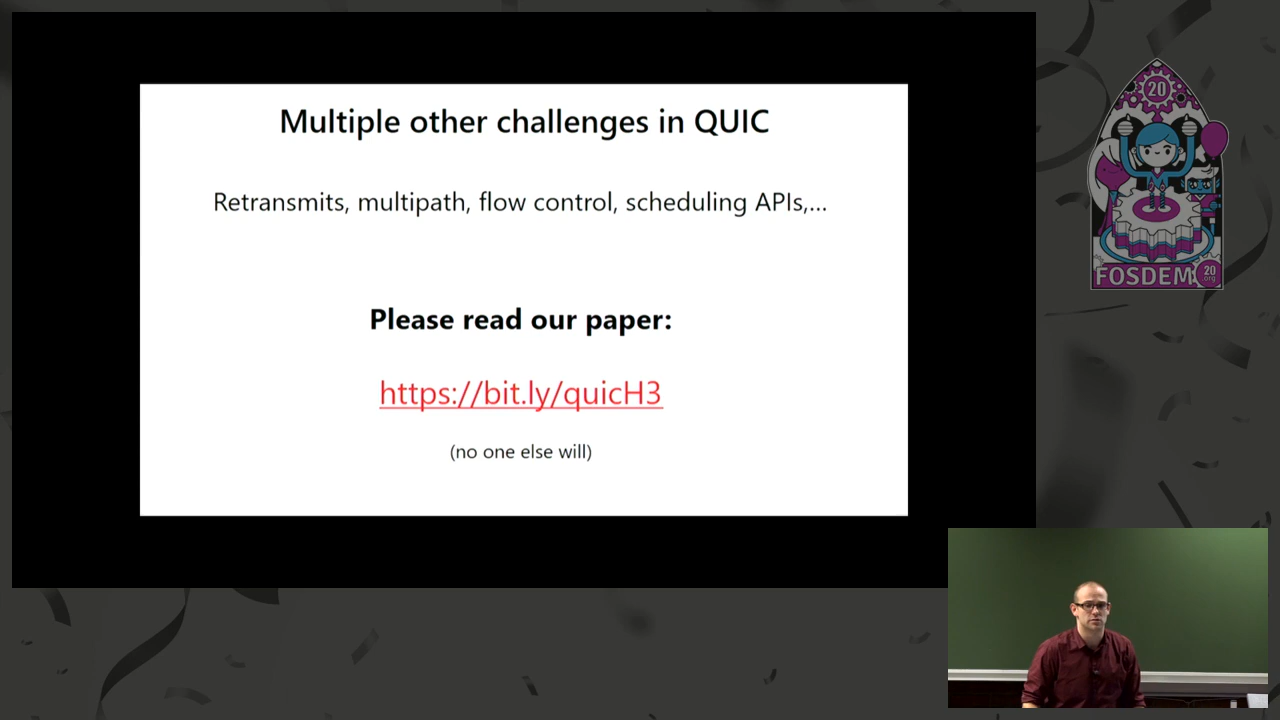 Multiple other challenges in QUIC
Retransmits, multipath, flow control, scheduling APIs,...
Please read our paper:
https://bit.ly/quicH3
(no one else will)
20
FOSDEM
20
.org